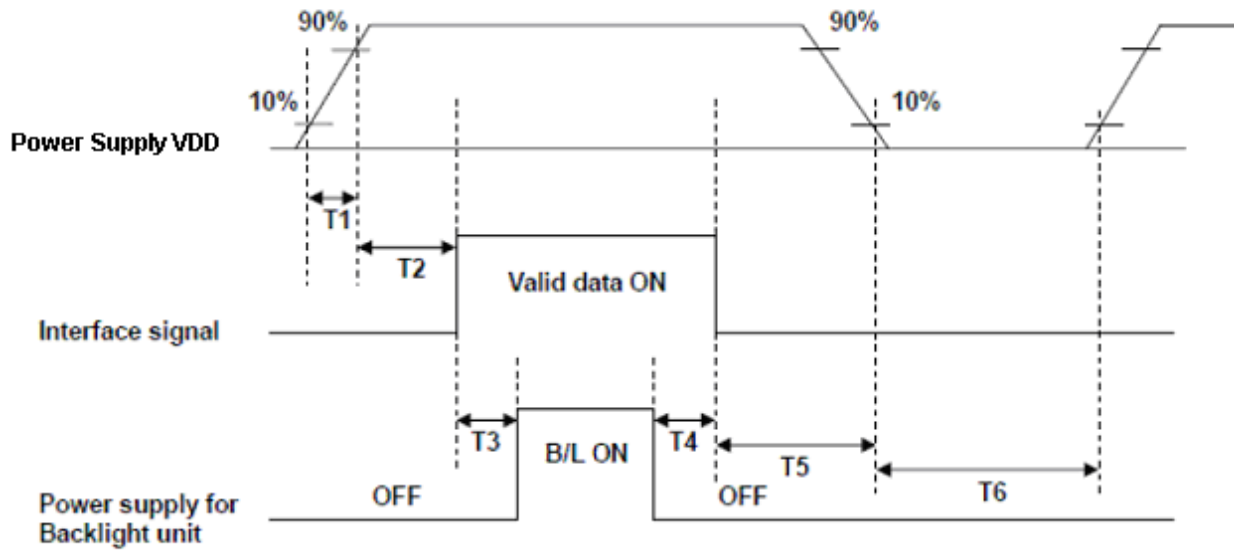 90%
90%
10%
10%
Power Supply VDD
T1
T2
Valid data ON
Interface signal
T3
T4
B/L ON
T5
T6
OFF
OFF
Power supply for
Backlight unit